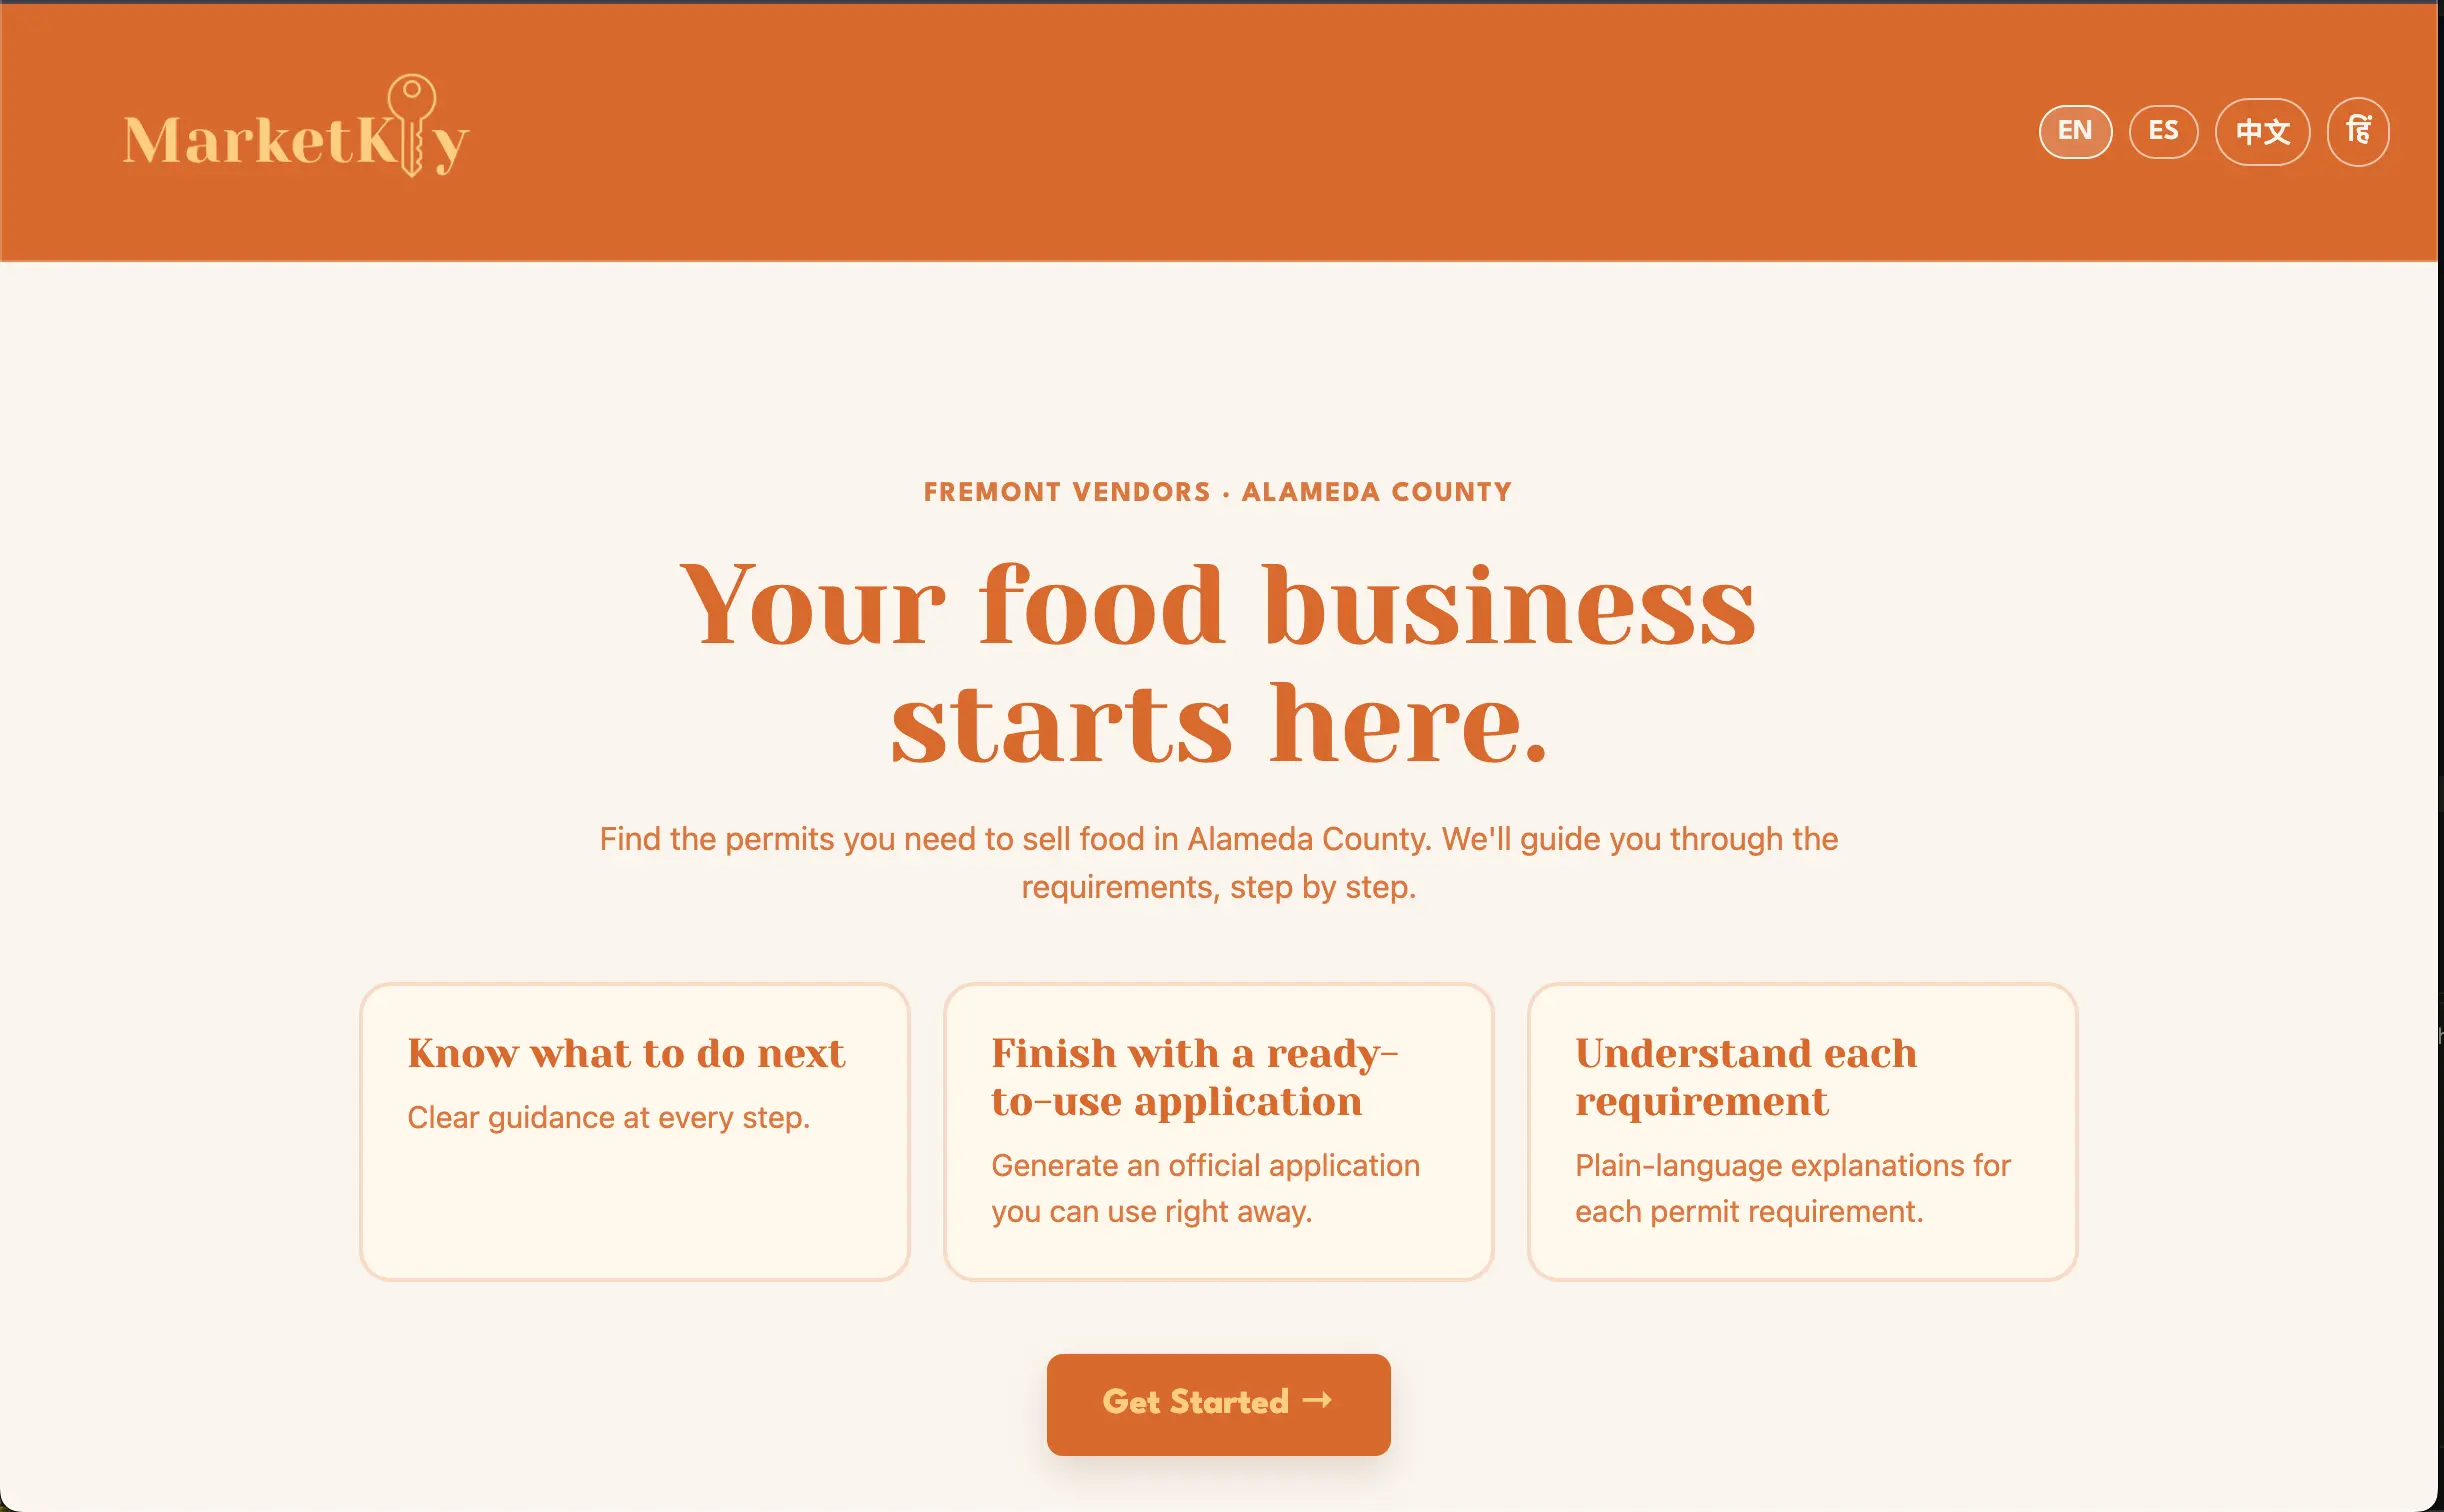 MarketKey
EN
ES
中文
हिं
FREMONT VENDORS · ALAMEDA COUNTY
Your food business
starts here.
Find the permits you need to sell food in Alameda County. We'll guide you through the
requirements, step by step.
Know what to do next
Clear guidance at every step.
Finish with a ready-
to-use application
Generate an official application
you can use right away.
Understand each
requirement
Plain-language explanations for
each permit requirement.
Get Started →